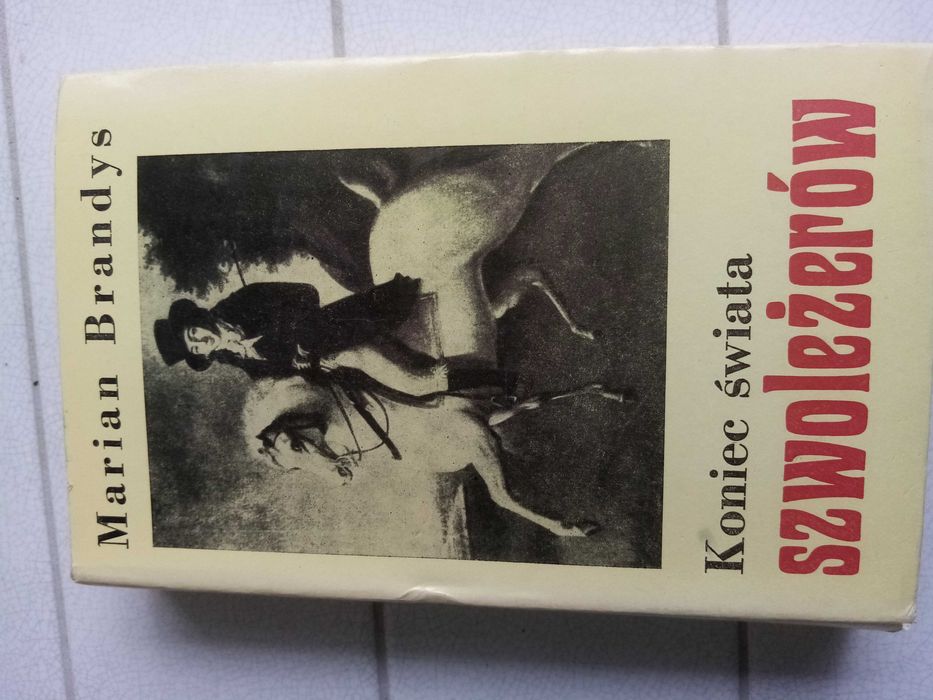 Marian Brandys
Koniec świata
szwoleżerów